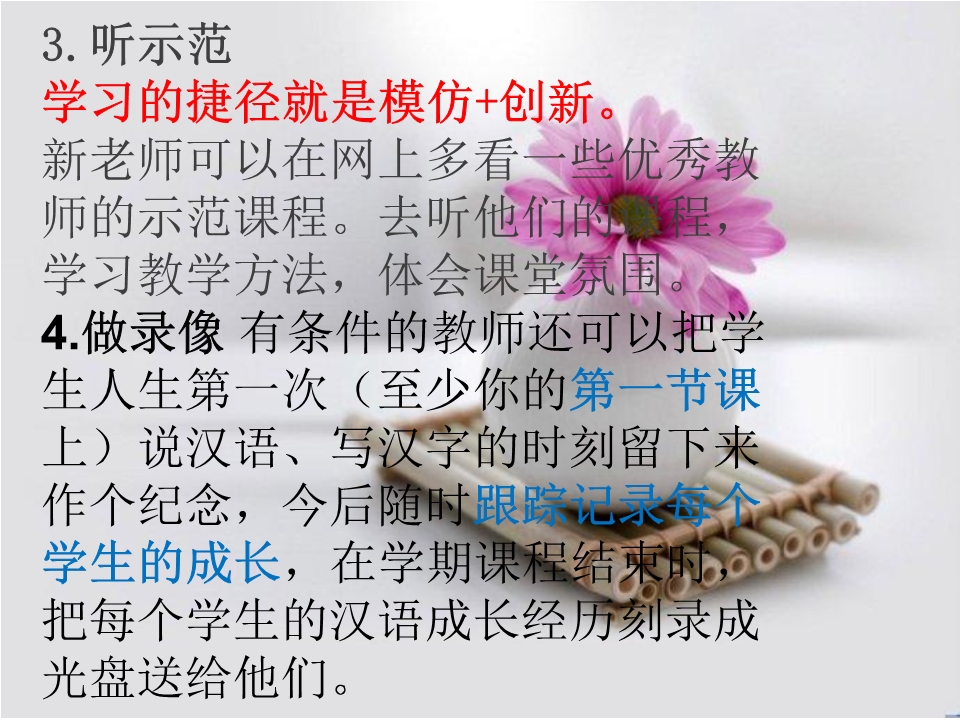 3.听示范
学习的捷径就是模仿+创新。
新老师可以在网上多看一些优秀教
师的示范课程。去听他们的课程，
学习教学方法，体会课堂氛围。
4.做录像 有条件的教师还可以把学
生人生第一次（至少你的第一节课
上）说汉语、写汉字的时刻留下来
作个纪念，今后随时跟踪记录每个
学生的成长，在学期课程结束时，
把每个学生的汉语成长经历刻录成
光盘送给他们。